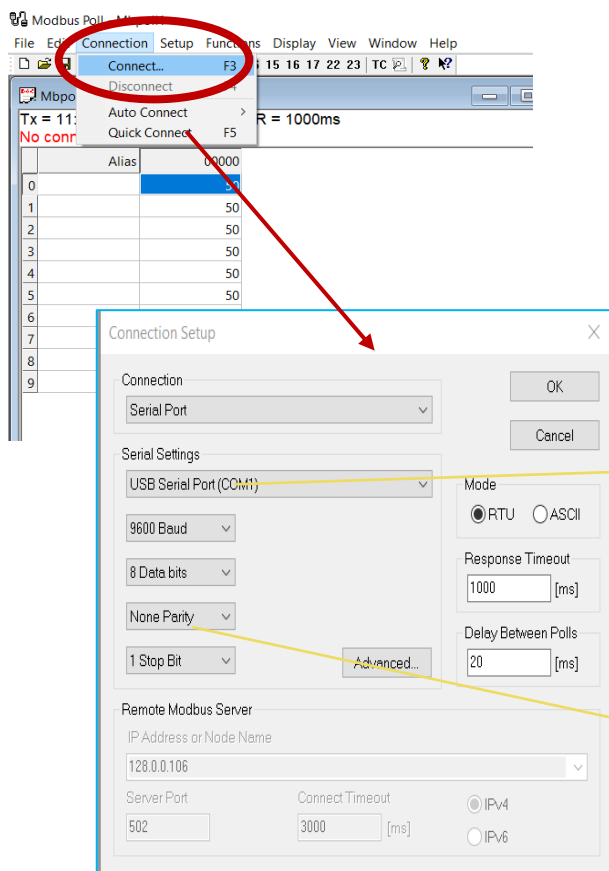 Modbus Poll
File Edit Connection Setup Functions Display View Window Help
15 16 17 22 23 TC
Connect... F3
Disconnect
Auto Connect
Quick Connect F5
Mbpo
Tx = 11: R = 1000ms
No conn
Alias 00000
0
1 50
2 50
3 50
4 50
5 50
6
7
8
9
Connection Setup
Connection
Serial Port
OK
Cancel
Serial Settings
USB Serial Port (COM1)
Mode
RTU ASCII
9600 Baud
Response Timeout
8 Data bits
1000 [ms]
None Parity
Delay Between Polls
1 Stop Bit
Advanced...
20 [ms]
Remote Modbus Server
IP Address or Node Name
128.0.0.106
Server Port Connect Timeout
IPv4
502 3000 [ms]
IPv6